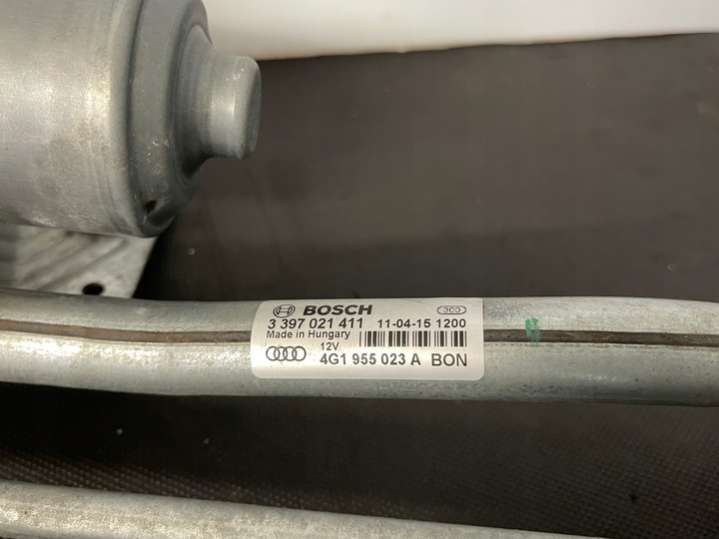 BOSCH
3 397 021 411 11-04-15 1200
Made in Hungary
12V
4G1 955 023 A BON